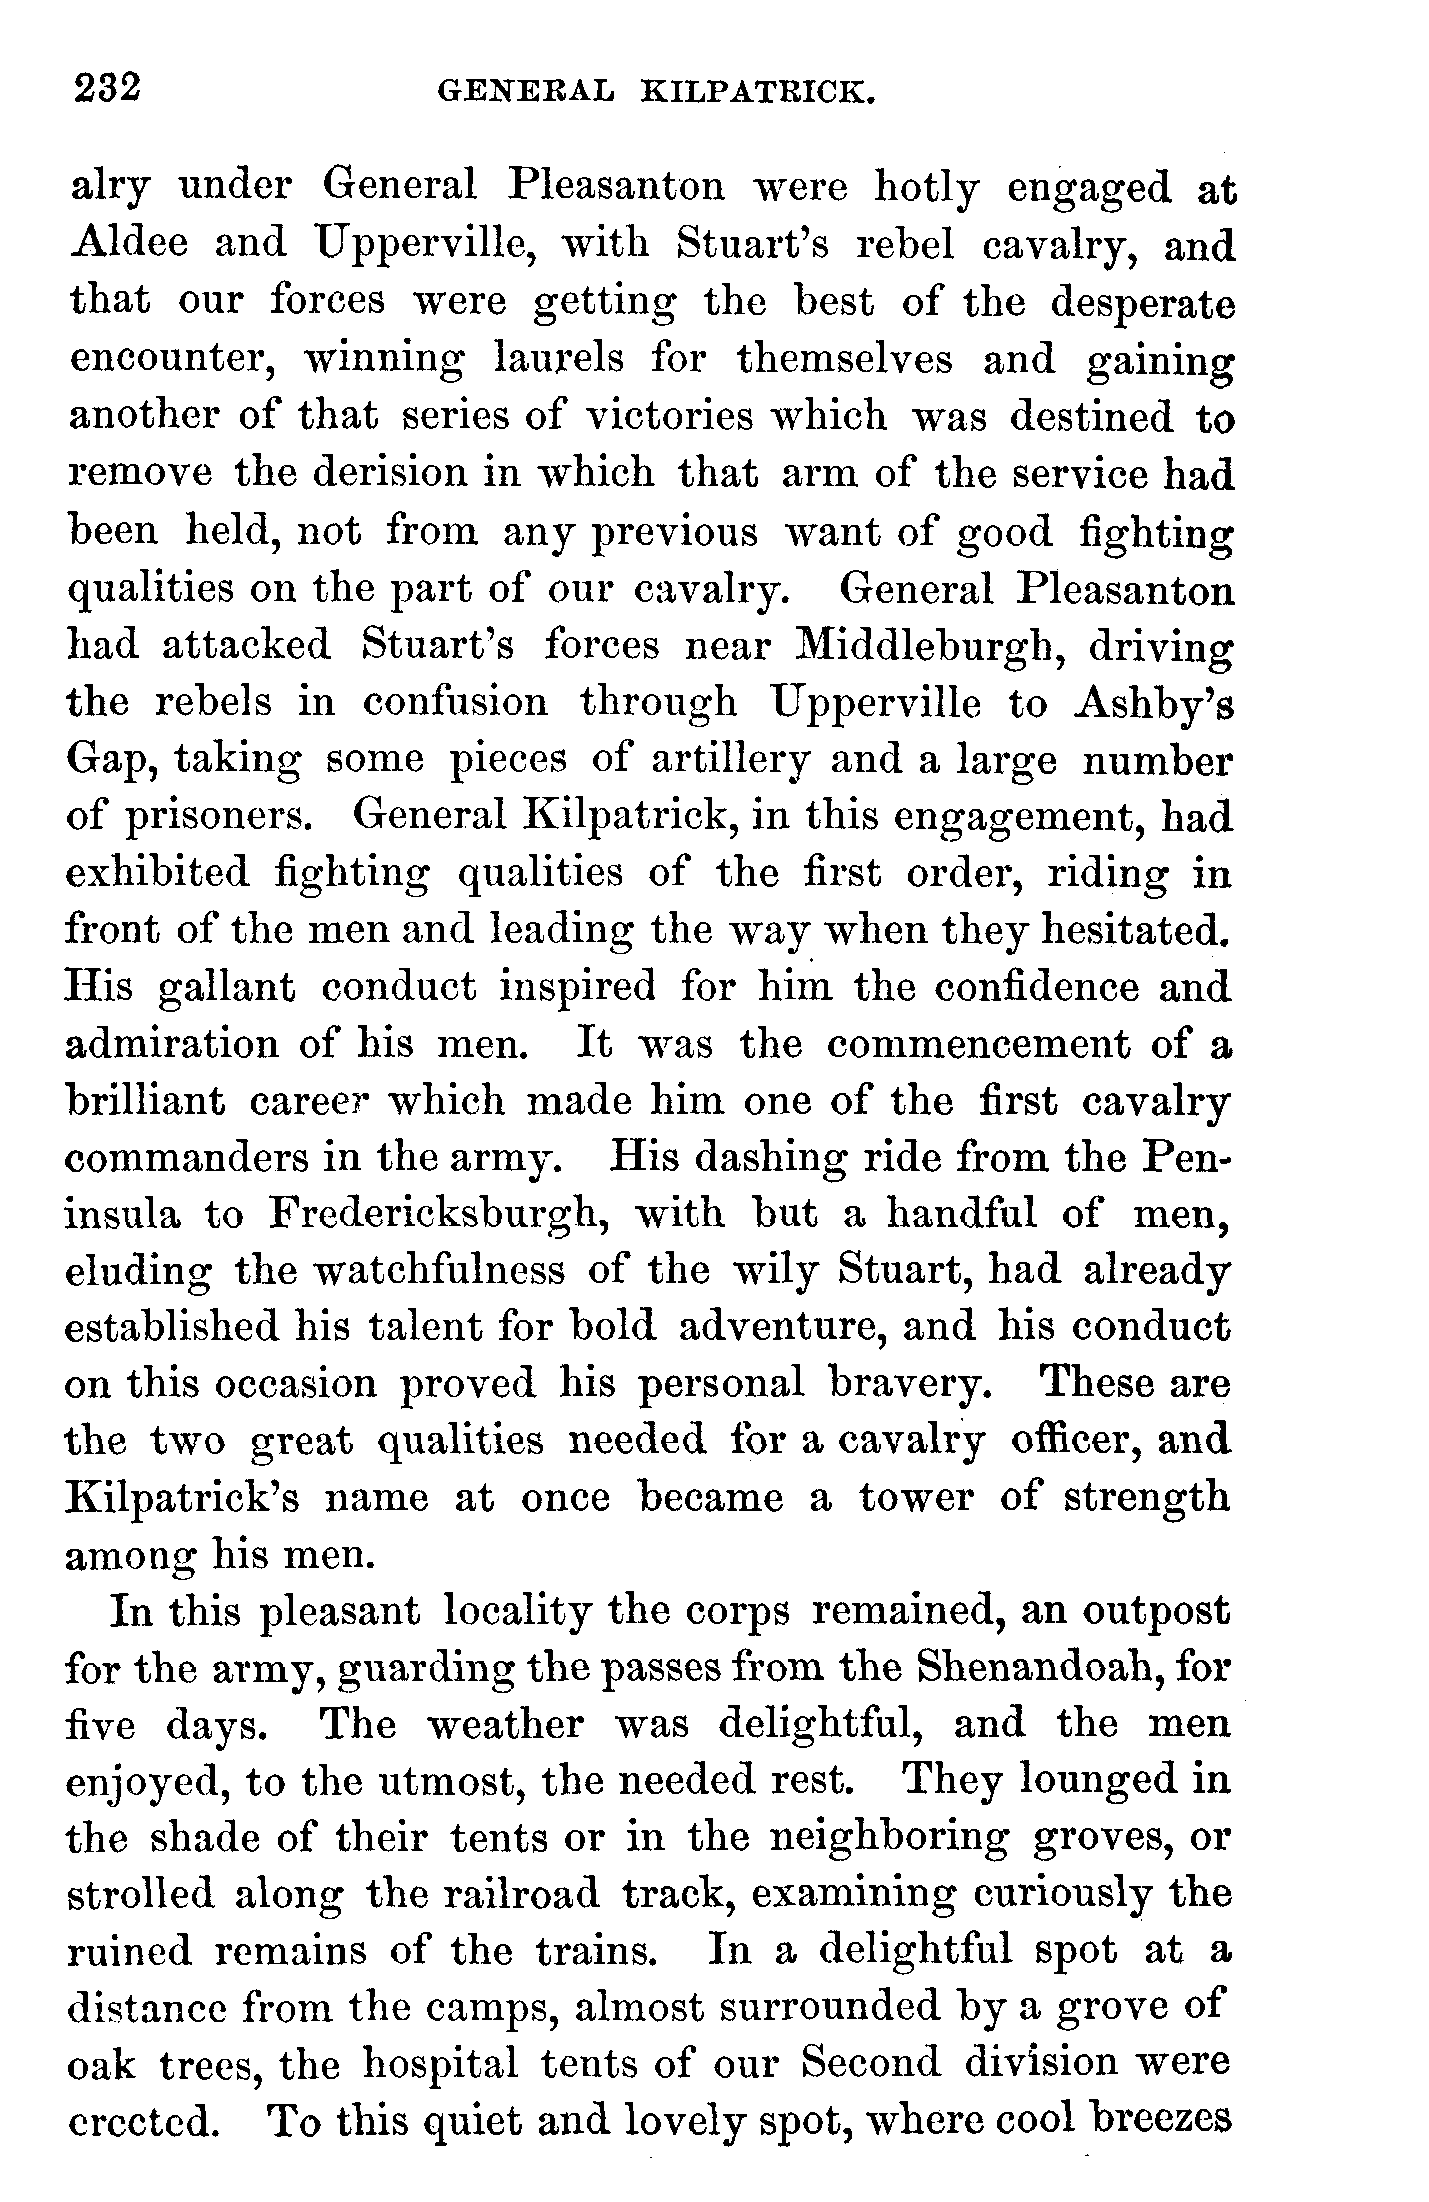 232 GENERAL KILPATRICK.
alry under General Pleasanton were hotly engaged at
Aldee and Upperville, with Stuart's rebel cavalry, and
that our forces were getting the best of the desperate
encounter, winning laurels for themselves and gaining
another of that series of victories which was destined to
remove the derision in which that arm of the service had
been held, not from any previous want of good fighting
qualities on the part of our cavalry. General Pleasanton
had attacked Stuart's forces near Middleburgh, driving
the rebels in confusion through Upperville to Ashby's
Gap, taking some pieces of artillery and a large number
of prisoners. General Kilpatrick, in this engagement, had
exhibited fighting qualities of the first order, riding in
front of the men and leading the way when they hesitated.
His gallant conduct inspired for him the confidence and
admiration of his men. It was the commencement of a
brilliant career which made him one of the first cavalry
commanders in the army. His dashing ride from the Pen-
insula to Fredericksburgh, with but a handful of men,
eluding the watchfulness of the wily Stuart, had already
established his talent for bold adventure, and his conduct
on this occasion proved his personal bravery. These are
the two great qualities needed for a cavalry officer, and
Kilpatrick's name at once became a tower of strength
among his men.
In this pleasant locality the corps remained, an outpost
for the army, guarding the passes from the Shenandoah, for
five days. The weather was delightful, and the men
enjoyed, to the utmost, the needed rest. They lounged in
the shade of their tents or in the neighboring groves, or
strolled along the railroad track, examining curiously the
ruined remains of the trains. In a delightful spot at a
distance from the camps, almost surrounded by a grove of
oak trees, the hospital tents of our Second division were
erected. To this quiet and lovely spot, where cool breezes